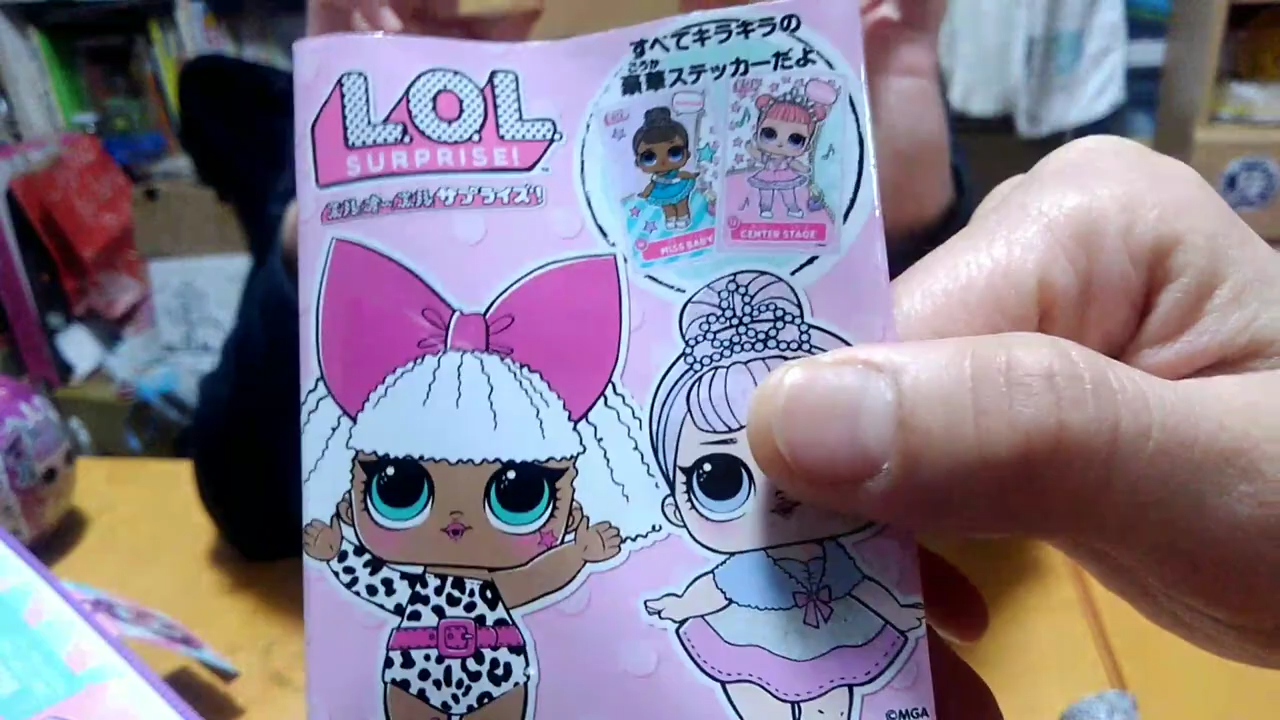 すべてキラキラの
ごうか
豪華ステッカーだよ
L.O.L.
SURPRISE!
エルオーエルサプライズ!
MISS BABY
CENTER STAGE
©MGA